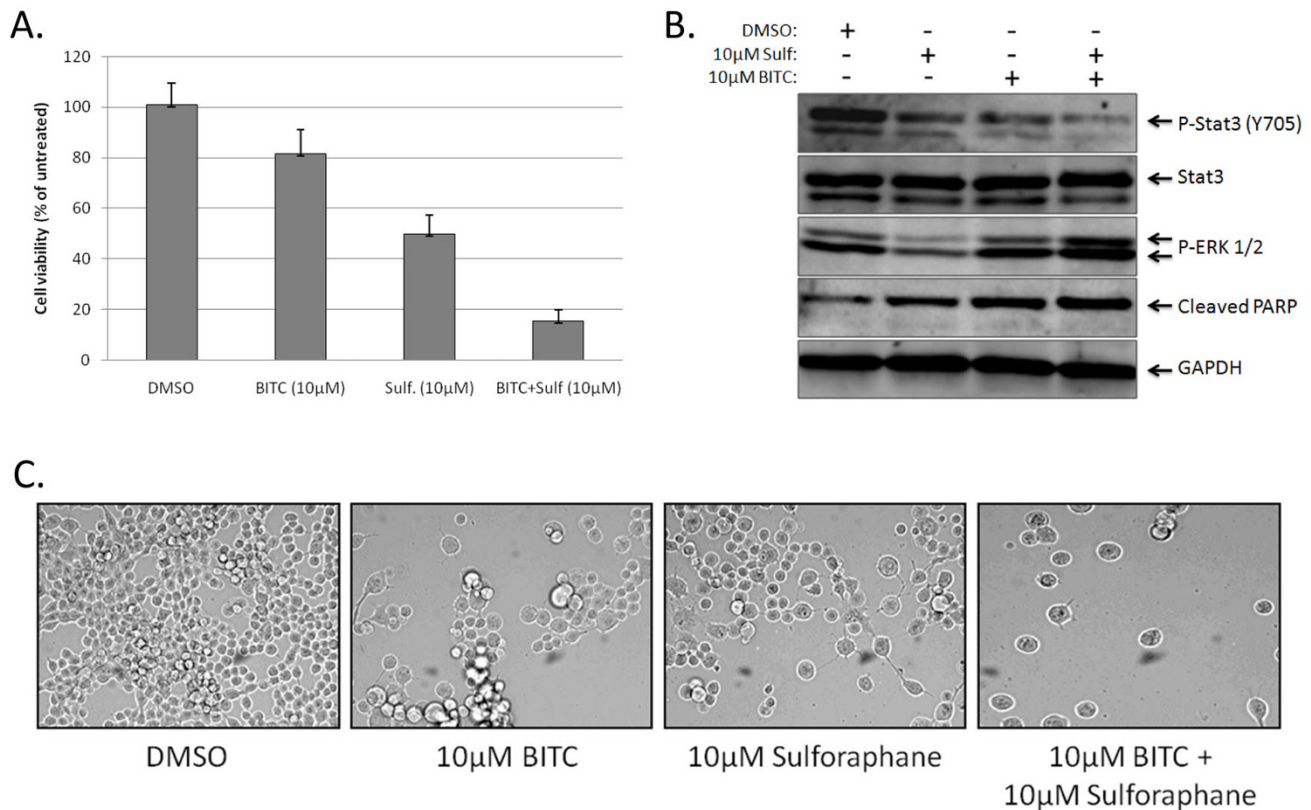 A.
120
100
80
60
40
20
0
Cell viability (% of untreated)
DMSO
BITC (10µM)
Sulf. (10µM)
BITC+Sulf (10µM)
B.
DMSO: + - - -
10µM Sulf: - + - +
10µM BITC: - - + +
P-Stat3 (Y705)
Stat3
P-ERK 1/2
Cleaved PARP
GAPDH
C.
DMSO
10µM BITC
10µM Sulforaphane
10µM BITC +
10µM Sulforaphane